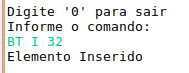 Digite '0' para sair
Informe o comando:
BT I 32
Elemento Inserido